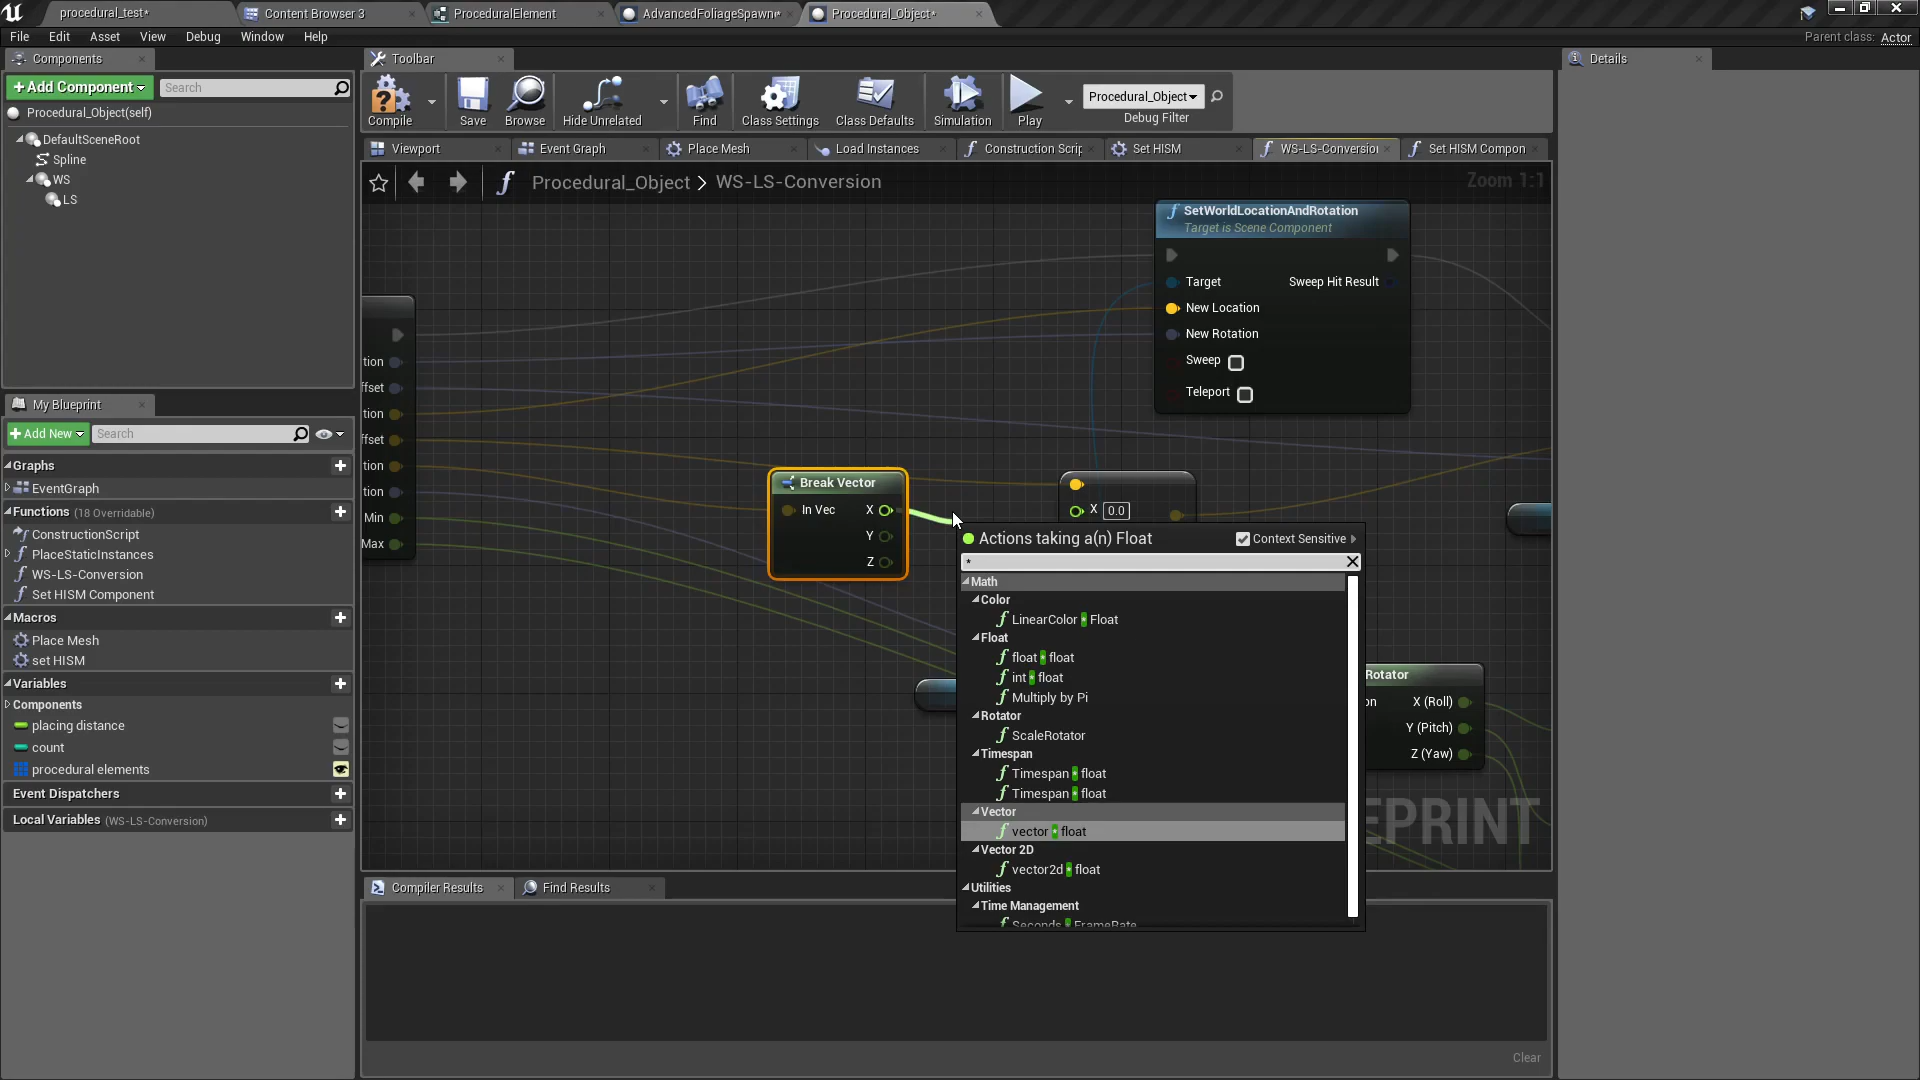 procedural_test*
Content Browser 3
ProceduralElement
AdvancedFoliageSpawn*
Procedural_Object*
File Edit Asset View Debug Window Help
Parent class: Actor
Components
+Add Component
Search
Procedural_Object(self)
DefaultSceneRoot
Spline
WS
LS
Toolbar
Compile
Save
Browse
Hide Unrelated
Find
Class Settings
Class Defaults
Simulation
Play
Procedural_Object
Debug Filter
Details
Viewport
Event Graph
Place Mesh
Load Instances
Construction Scrip
Set HISM
WS-LS-Conversion
Set HISM Compon
Procedural_Object > WS-LS-Conversion
Zoom 1:1
My Blueprint
+Add New
Search
Graphs
EventGraph
Functions (18 Overridable)
ConstructionScript
PlaceStaticInstances
WS-LS-Conversion
Set HISM Component
Macros
Place Mesh
set HISM
Variables
Components
placing distance
count
procedural elements
Event Dispatchers
Local Variables (WS-LS-Conversion)
tion
ffset
tion
ffset
tion
tion
Min
Max
SetWorldLocationAndRotation
Target is Scene Component
Target
Sweep Hit Result
New Location
New Rotation
Sweep
Teleport
Break Vector
In Vec X
Y
Z
X 0.0
Rotator
on X (Roll)
Y (Pitch)
Z (Yaw)
EPRINT
Actions taking a(n) Float
Context Sensitive
*
Math
Color
LinearColor * Float
Float
float * float
int * float
Multiply by Pi
Rotator
ScaleRotator
Timespan
Timespan * float
Timespan * float
Vector
vector * float
Vector 2D
vector2d * float
Utilities
Time Management
Seconds * FrameRate
Compiler Results
Find Results
Clear